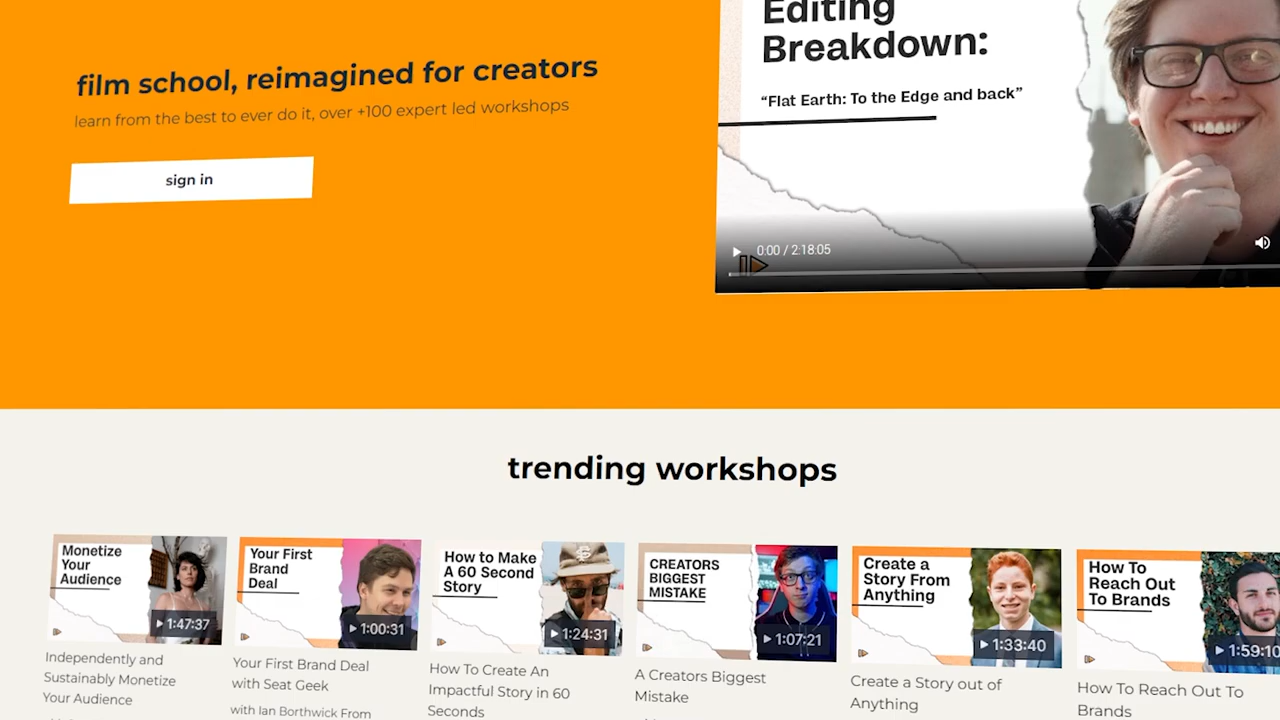 Editing
Breakdown:
"Flat Earth: To the Edge and back"
0:00 / 2:18:05
film school, reimagined for creators
learn from the best to ever do it, over +100 expert led workshops
sign in
trending workshops
Monetize
Your
Audience
1:47:37
Independently and
Sustainably Monetize
Your Audience
Your First
Brand
Deal
1:00:31
Your First Brand Deal
with Seat Geek
with Ian Borthwick From
How to Make
A 60 Second
Story
1:24:31
How To Create An
Impactful Story in 60
Seconds
CREATORS
BIGGEST
MISTAKE
1:07:21
A Creators Biggest
Mistake
Create a
Story From
Anything
1:33:40
Create a Story out of
Anything
How To
Reach Out
To Brands
1:59:10
How To Reach Out To
Brands